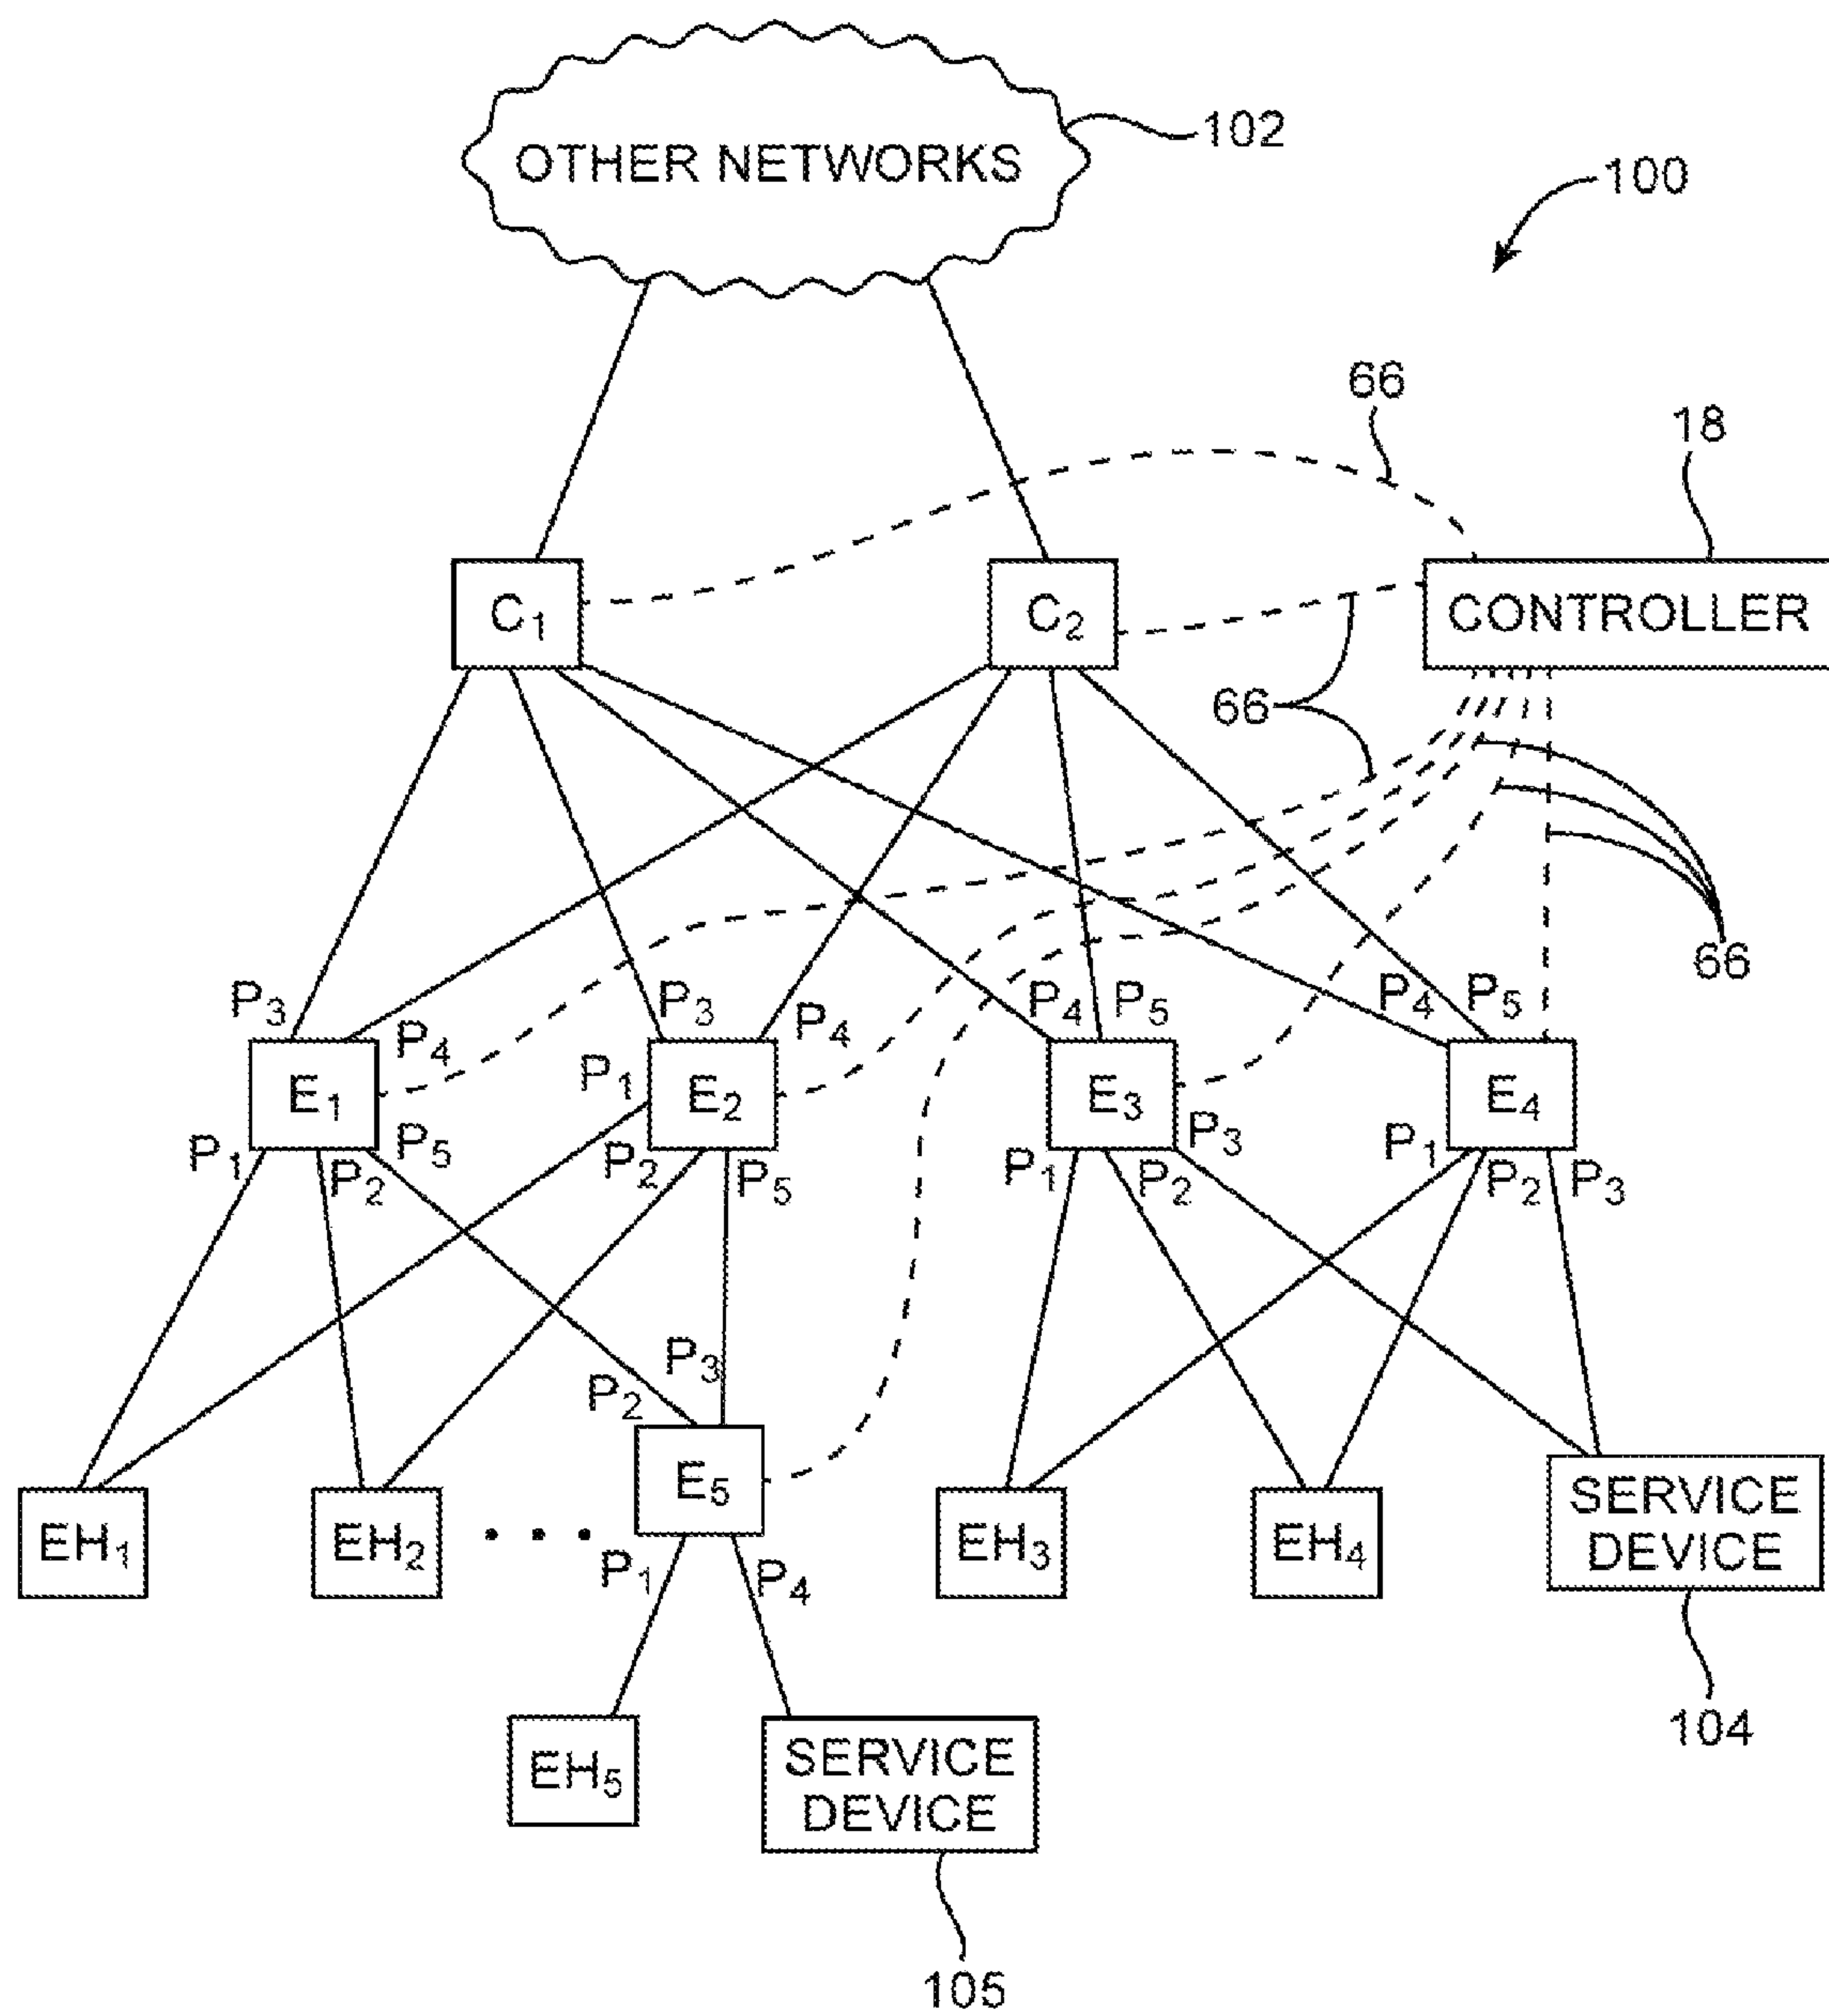 OTHER NETWORKS
102
100
66
18
C1
C2
CONTROLLER
66
66
P3
P4
P3
P4
P4
P5
P4
P5
E1
P1
E2
E3
E4
P1
P2
P5
P2
P5
P1
P2
P3
P1
P2
P3
P2
P3
EH1
EH2
. . .
E5
EH3
EH4
SERVICE
DEVICE
P1
P4
104
EH5
SERVICE
DEVICE
105